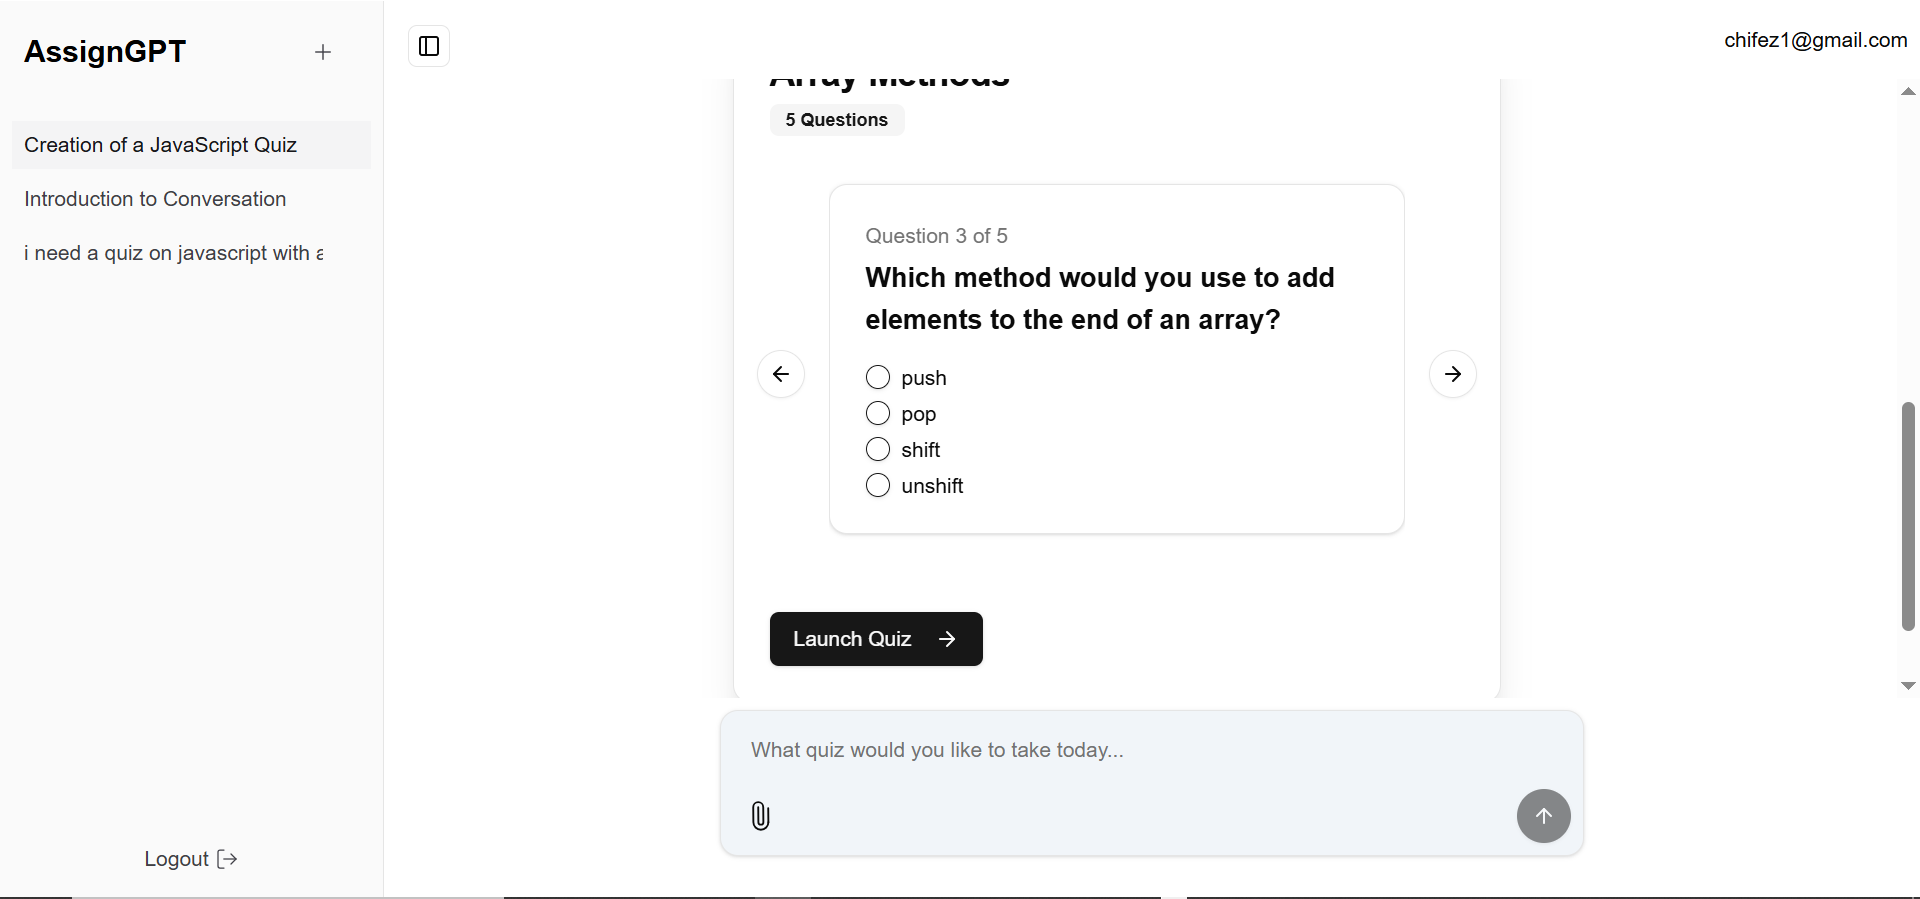 AssignGPT
Creation of a JavaScript Quiz
Introduction to Conversation
i need a quiz on javascript with a
Logout
chifez1@gmail.com
Array Methods
5 Questions
Question 3 of 5
Which method would you use to add
elements to the end of an array?
push
pop
shift
unshift
Launch Quiz
What quiz would you like to take today...